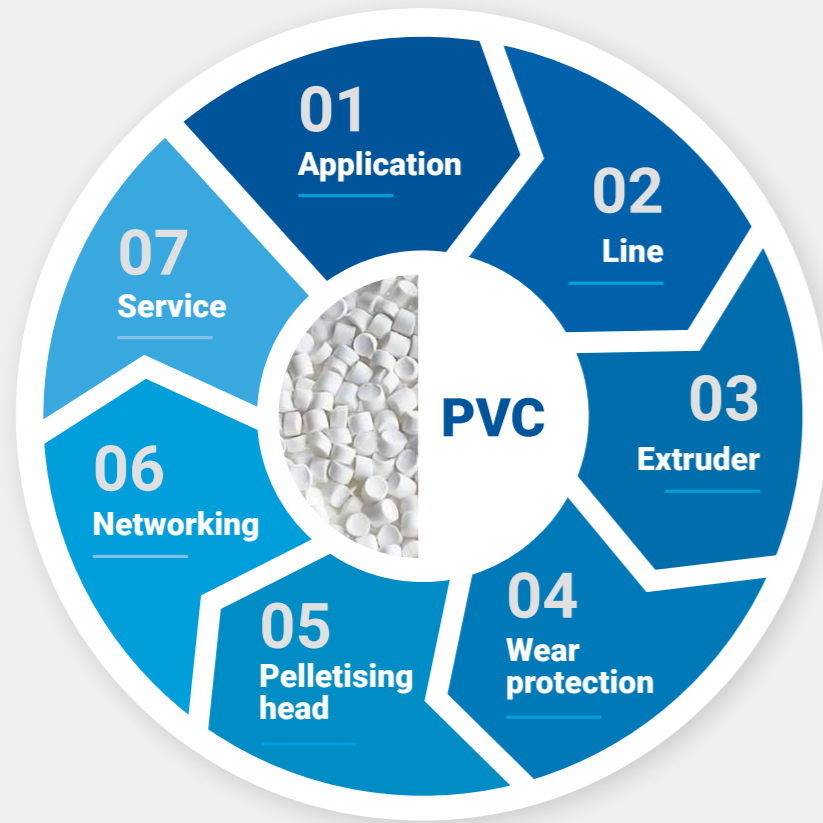 01
Application
02
Line
03
Extruder
04
Wear
protection
05
Pelletising
head
06
Networking
07
Service
PVC